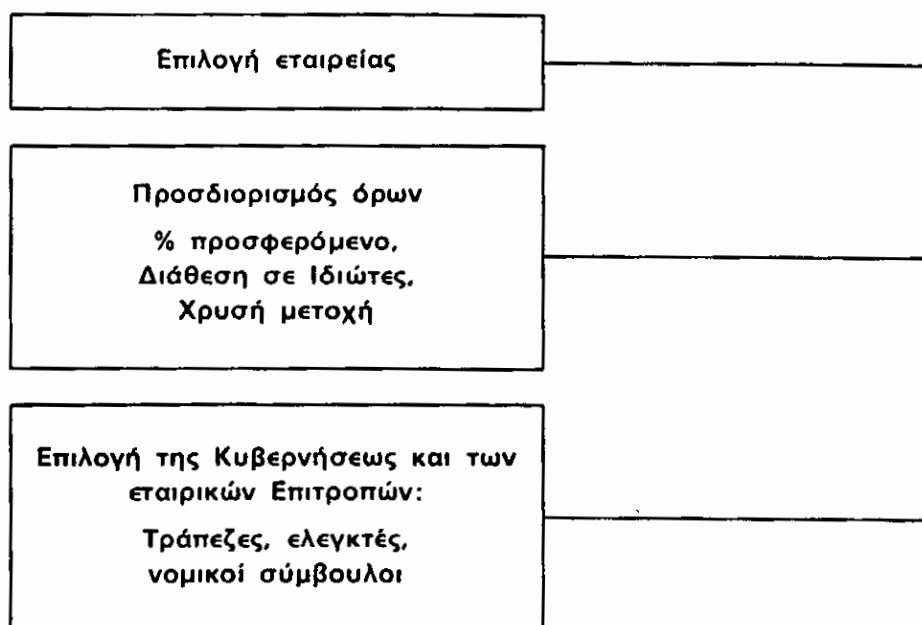 Επιλογή εταιρείας
Προσδιορισμός όρων
% προσφερόμενο,
Διάθεση σε Ιδιώτες,
Χρυσή μετοχή
Επιλογή της Κυβερνήσεως και των
εταιρικών Επιτροπών:
Τράπεζες, ελεγκτές,
νομικοί σύμβουλοι